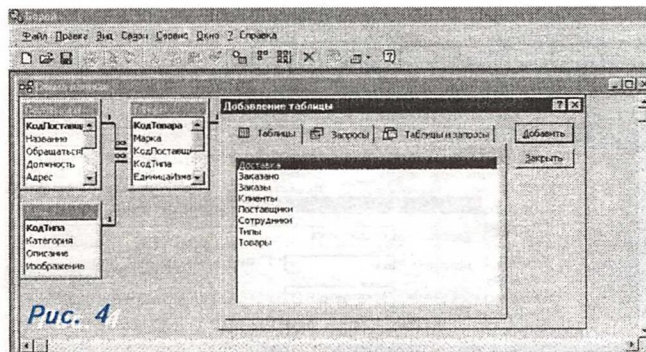 Файл Правка Вид Связи Сервис Окно ? Справка
КодПоставщ
Название
Обращаться
Должность
Адрес
КодТовара
Марка
КодПоставщ
КодТипа
ЕдиницаИзме
КодТипа
Категория
Описание
Изображение
Добавление таблицы
Таблицы
Запросы
Таблицы и запросы
Добавить
Закрыть
Доставка
Заказано
Заказы
Клиенты
Поставщики
Сотрудники
Типы
Товары
Рис. 4